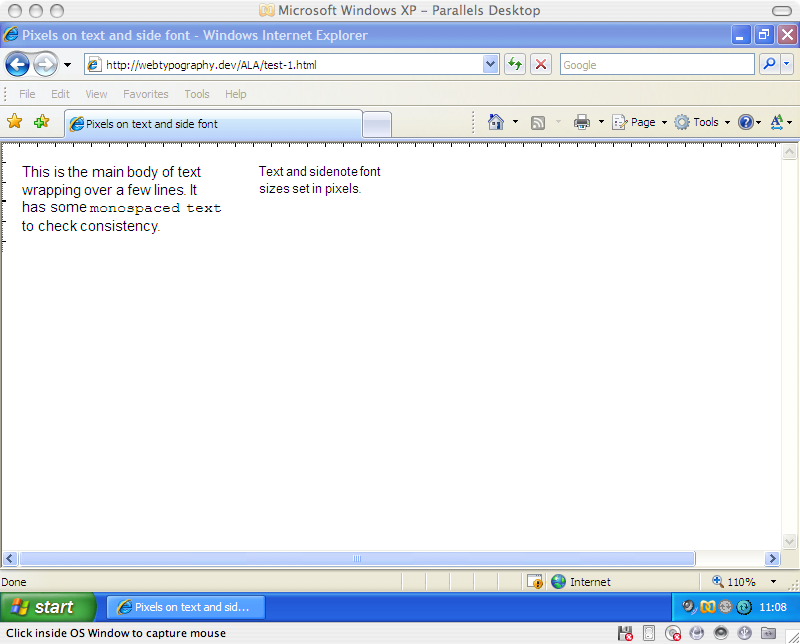 Microsoft Windows XP – Parallels Desktop
Pixels on text and side font - Windows Internet Explorer
http://webtypography.dev/ALA/test-1.html
Google
File Edit View Favorites Tools Help
Pixels on text and side font
Page Tools
This is the main body of text
wrapping over a few lines. It
has some monospaced text
to check consistency.
Text and sidenote font
sizes set in pixels.
Done
Internet
110%
start
Pixels on text and sid...
11:08
Click inside OS Window to capture mouse